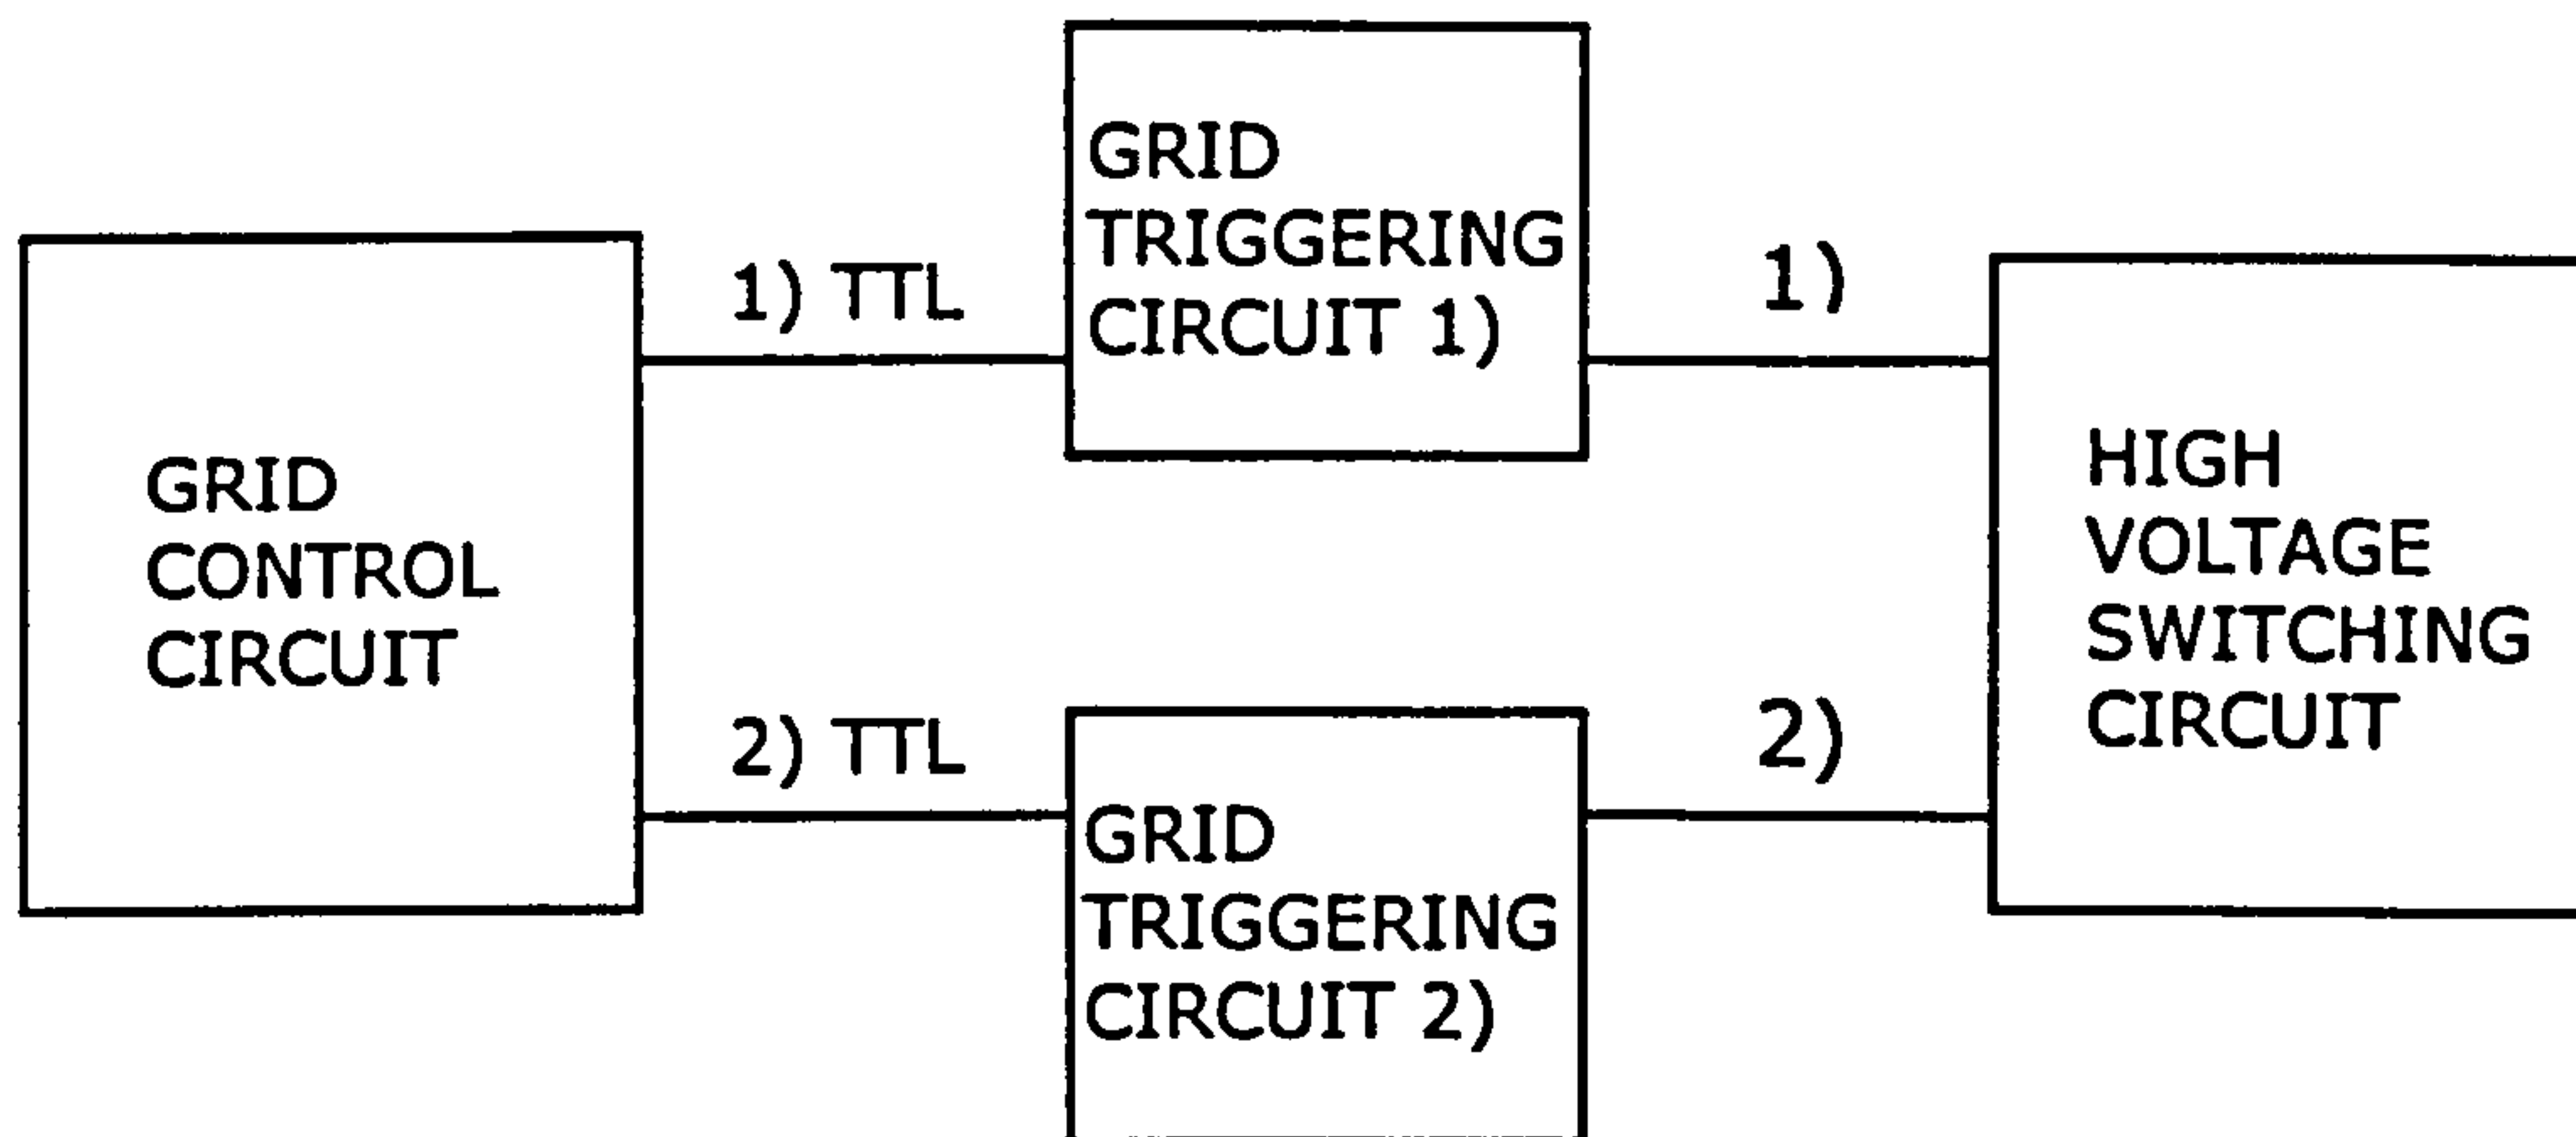 GRID
CONTROL
CIRCUIT
1) TTL
2) TTL
GRID
TRIGGERING
CIRCUIT 1)
GRID
TRIGGERING
CIRCUIT 2)
1)
2)
HIGH
VOLTAGE
SWITCHING
CIRCUIT